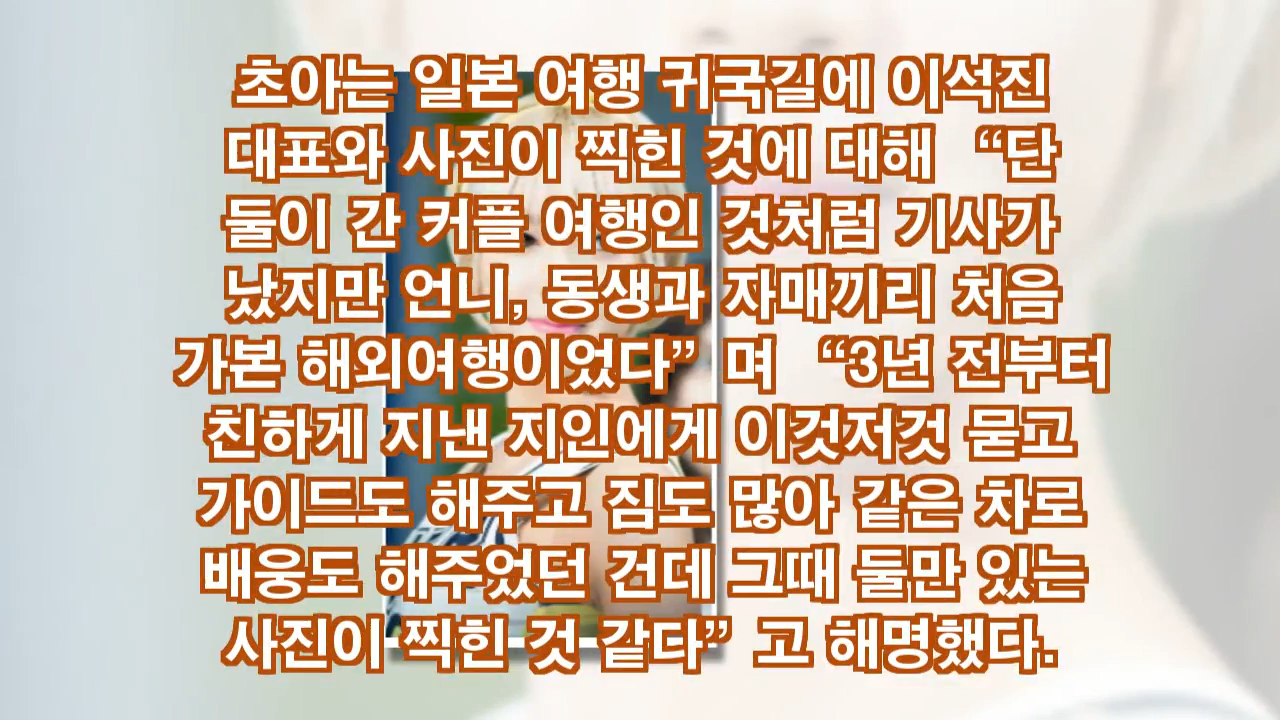 초아는 일본 여행 귀국길에 이석진
대표와 사진이 찍힌 것에 대해 “단
둘이 간 커플 여행인 것처럼 기사가
났지만 언니, 동생과 자매끼리 처음
가본 해외여행이었다” 며 “3년 전부터
친하게 지낸 지인에게 이것저것 묻고
가이드도 해주고 짐도 많아 같은 차로
배웅도 해주었던 건데 그때 둘만 있는
사진이 찍힌 것 같다” 고 해명했다.